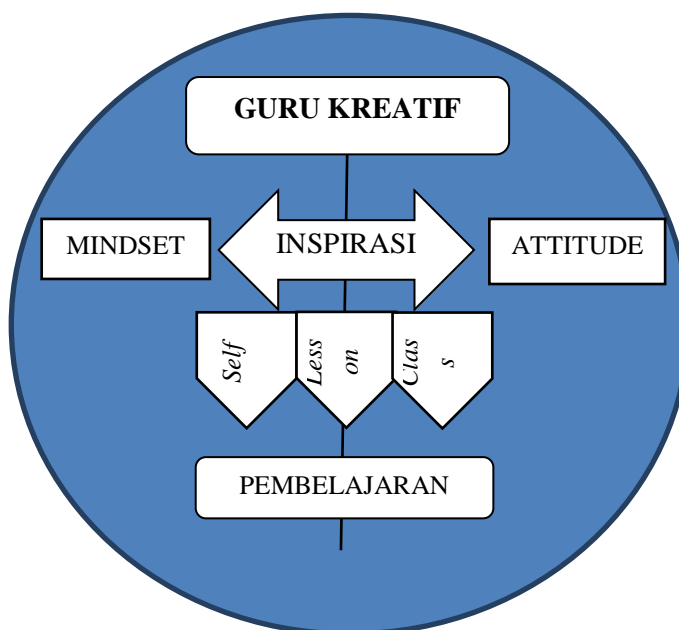 GURU KREATIF
MINDSET
INSPIRASI
ATTITUDE
Self
Less
on
Clas
s
PEMBELAJARAN